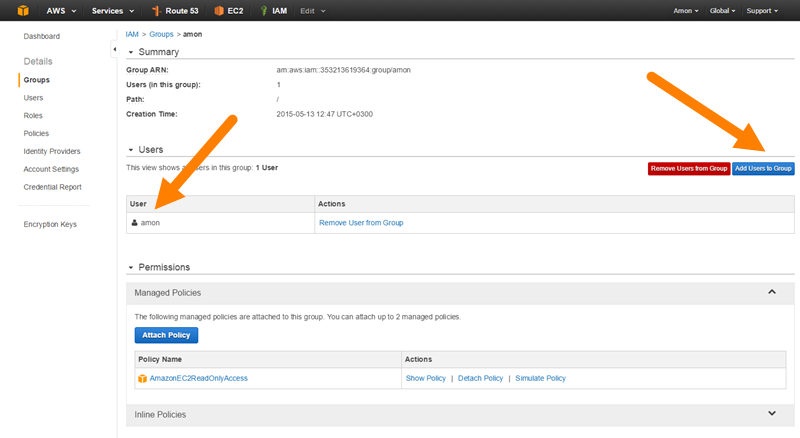 AWS Services Route 53 EC2 IAM Edit Amon Global Support
Dashboard
Details
Groups
Users
Roles
Policies
Identity Providers
Account Settings
Credential Report
Encryption Keys
IAM > Groups > amon
Summary
Group ARN: arn:aws:iam::353213619364:group/amon
Users (in this group): 1
Path: /
Creation Time: 2015-05-13 12:47 UTC+0300
Users
This view shows a users in this group: 1 User
Remove Users from Group Add Users to Group
User Actions
amon Remove User from Group
Permissions
Managed Policies
The following managed policies are attached to this group. You can attach up to 2 managed policies.
Attach Policy
Policy Name Actions
AmazonEC2ReadOnlyAccess Show Policy | Detach Policy | Simulate Policy
Inline Policies